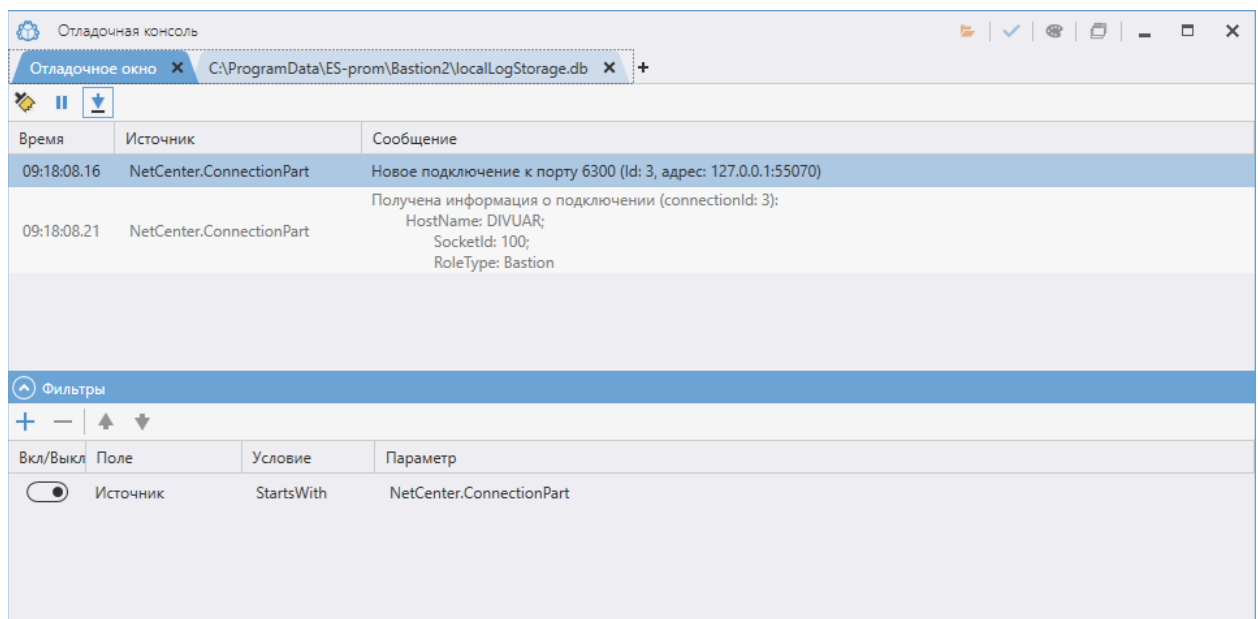 Отладочная консоль
Отладочное окно C:\ProgramData\ES-prom\Bastion2\localLogStorage.db
Время Источник Сообщение
09:18:08.16 NetCenter.ConnectionPart Новое подключение к порту 6300 (Id: 3, адрес: 127.0.0.1:55070)
09:18:08.21 NetCenter.ConnectionPart Получена информация о подключении (connectionId: 3):
HostName: DIVUAR;
SocketId: 100;
RoleType: Bastion
Фильтры
Вкл/Выкл Поле Условие Параметр
Источник StartsWith NetCenter.ConnectionPart